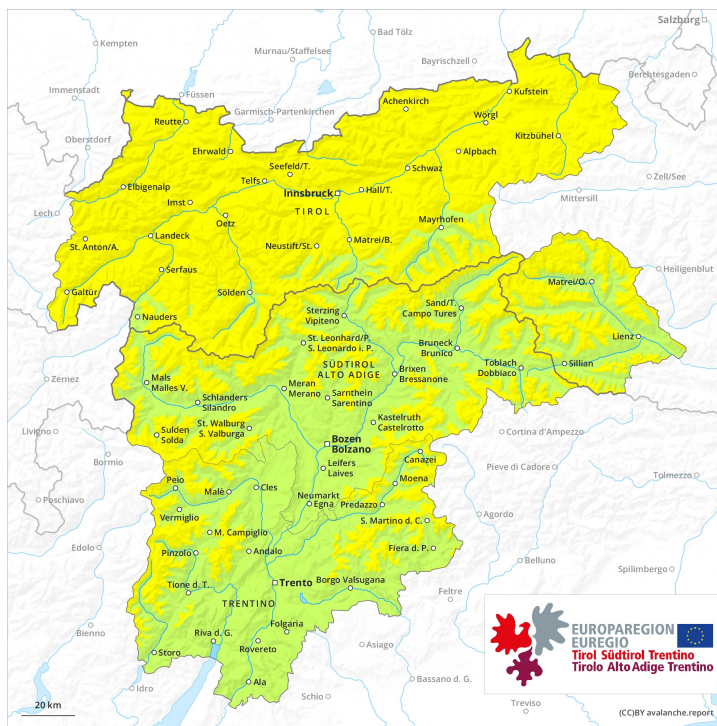 Salzburg
Kempten
Bad Tölz
Murnau/Staffelsee
Bayrischzell
Berchtesgaden
Immenstadt
Füssen
Garmisch-Partenkirchen
Achenkirch
Kufstein
Reutte
Wörgl
Oberstdorf
Ehrwald
Kitzbühel
Alpbach
Seefeld/T.
Schwaz
Telfs
Zell/See
Elbigenalp
Innsbruck
Hall/T.
Mittersill
Imst
TIROL
Lech
Oetz
Mayrhofen
Landeck
St. Anton/A.
Neustift/St.
Matrei/B.
Serfaus
Heiligenblut
Matrei/O.
Galtür
Sölden
Nauders
Sterzing
Vipiteno
Sand/T.
Campo Tures
Lienz
St. Leonhard/P.
S. Leonardo i. P.
Bruneck
Brunico
Toblach
Dobbiaco
Sillian
SÜDTIROL
ALTO ADIGE
Brixen
Bressanone
Zernez
Mals
Malles V.
Meran
Merano
Schlanders
Silandro
Sarnthein
Sarentino
St. Walburg
S. Valburga
Kastelruth
Castelrotto
Livigno
Sulden
Solda
Cortina d'Ampezzo
Bozen
Bolzano
Bormio
Canazei
Pieve di Cadore
Leifers
Laives
Tolmezzo
Poschiavo
Peio
Malè
Cles
Moena
Neumarkt
Egna
Predazzo
Vermiglio
Agordo
S. Martino d. C.
M. Campiglio
Edolo
Pinzolo
Andalo
Fiera d. P.
Belluno
Spilimbergo
Tione d. T.
Trento
Borgo Valsugana
Feltre
TRENTINO
Folgaria
Bienno
Riva d. G.
Rovereto
Asiago
Storo
Idro
Ala
Schio
Bassano d. G.
Treviso
EUROPAREGION
EUREGIO
Tirol Südtirol Trentino
Tirolo Alto Adige Trentino
20 km
(CC)BY avalanche.report